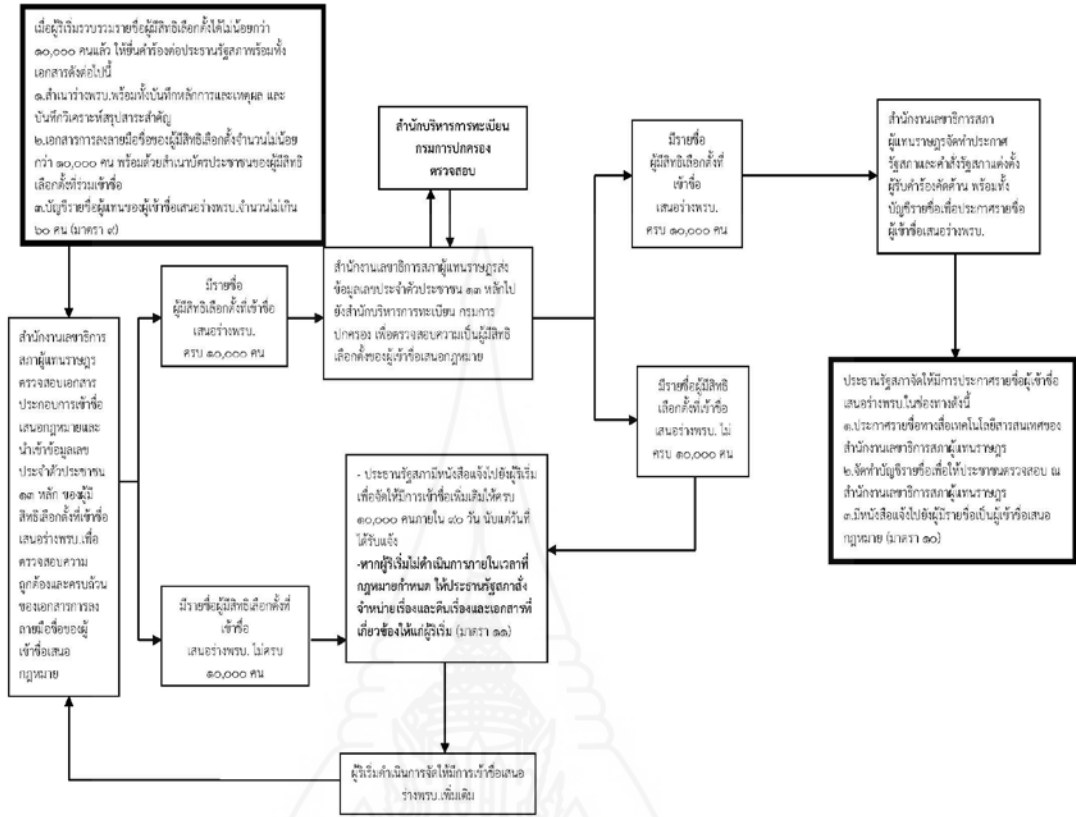 เมื่อผู้ริเริ่มรวบรวมรายชื่อผู้มีสิทธิเลือกตั้งได้ไม่น้อยกว่า
๑๐,๐๐๐ คนแล้ว ให้ยื่นคำร้องต่อประธานรัฐสภาพร้อมทั้ง
เอกสารดังต่อไปนี้
๑.สำเนาร่างพรบ.พร้อมทั้งบันทึกหลักการและเหตุผล และ
บันทึกวิเคราะห์สรุปสาระสำคัญ
๒.เอกสารการลงลายมือชื่อของผู้มีสิทธิเลือกตั้งจำนวนไม่น้อย
กว่า ๑๐,๐๐๐ คน พร้อมด้วยสำเนาบัตรประชาชนของผู้มีสิทธิ
เลือกตั้งที่ร่วมเข้าชื่อ
๓.บัญชีรายชื่อผู้แทนของผู้เข้าชื่อเสนอร่างพรบ.จำนวนไม่เกิน
๒๐ คน (มาตรา ๙)
สำนักบริหารการทะเบียน
กรมการปกครอง
ตรวจสอบ
มีรายชื่อ
ผู้มีสิทธิเลือกตั้งที่
เข้าชื่อ
เสนอร่างพรบ.
ครบ ๑๐,๐๐๐ คน
สำนักงานเลขาธิการสภา
ผู้แทนราษฎรจัดทำประกาศ
รัฐสภาและคำสั่งรัฐสภาแต่งตั้ง
ผู้รับคำร้องคัดค้าน พร้อมทั้ง
บัญชีรายชื่อเพื่อประกาศรายชื่อ
ผู้เข้าชื่อเสนอร่างพรบ.
มีรายชื่อ
ผู้มีสิทธิเลือกตั้งที่เข้าชื่อ
เสนอร่างพรบ.
ครบ ๑๐,๐๐๐ คน
สำนักงานเลขาธิการสภาผู้แทนราษฎรส่ง
ข้อมูลเลขประจำตัวประชาชน ๑๓ หลักไป
ยังสำนักบริหารการทะเบียน กรมการ
ปกครอง เพื่อตรวจสอบความเป็นผู้มีสิทธิ
เลือกตั้งของผู้เข้าชื่อเสนอกฎหมาย
สำนักงานเลขาธิการ
สภาผู้แทนราษฎร
ตรวจสอบเอกสาร
ประกอบการเข้าชื่อ
เสนอกฎหมายและ
นำเข้าข้อมูลเลข
ประจำตัวประชาชน
๑๓ หลัก ของผู้มี
สิทธิเลือกตั้งที่เข้าชื่อ
เสนอร่างพรบ.เพื่อ
ตรวจสอบความ
ถูกต้องและครบถ้วน
ของเอกสารการลง
ลายมือชื่อของผู้
เข้าชื่อเสนอ
กฎหมาย
มีรายชื่อผู้มีสิทธิ
เลือกตั้งที่เข้าชื่อ
เสนอร่างพรบ. ไม่
ครบ ๑๐,๐๐๐ คน
ประธานรัฐสภาจัดให้มีการประกาศรายชื่อผู้เข้าชื่อ
เสนอร่างพรบ.ในช่องทางดังนี้
๑.ประกาศรายชื่อทางสื่อเทคโนโลยีสารสนเทศของ
สำนักงานเลขาธิการสภาผู้แทนราษฎร
๒.จัดทำบัญชีรายชื่อเพื่อให้ประชาชนตรวจสอบ ณ
สำนักงานเลขาธิการสภาผู้แทนราษฎร
๓.มีหนังสือแจ้งไปยังผู้มีรายชื่อเป็นผู้เข้าชื่อเสนอ
กฎหมาย (มาตรา ๑๐)
- ประธานรัฐสภามีหนังสือแจ้งไปยังผู้ริเริ่ม
เพื่อจัดให้มีการเข้าชื่อเพิ่มเติมให้ครบ
๑๐,๐๐๐ คนภายใน ๙๐ วัน นับแต่วันที่
ได้รับแจ้ง
-หากผู้ริเริ่มไม่ดำเนินการภายในเวลาที่
กฎหมายกำหนด ให้ประธานรัฐสภาสั่ง
จำหน่ายเรื่องและคืนเรื่องและเอกสารที่
เกี่ยวข้องให้แก่ผู้ริเริ่ม (มาตรา ๑๑)
มีรายชื่อผู้มีสิทธิเลือกตั้งที่
เข้าชื่อ
เสนอร่างพรบ. ไม่ครบ
๑๐,๐๐๐ คน
ผู้ริเริ่มดำเนินการจัดให้มีการเข้าชื่อเสนอ
ร่างพรบ.เพิ่มเติม